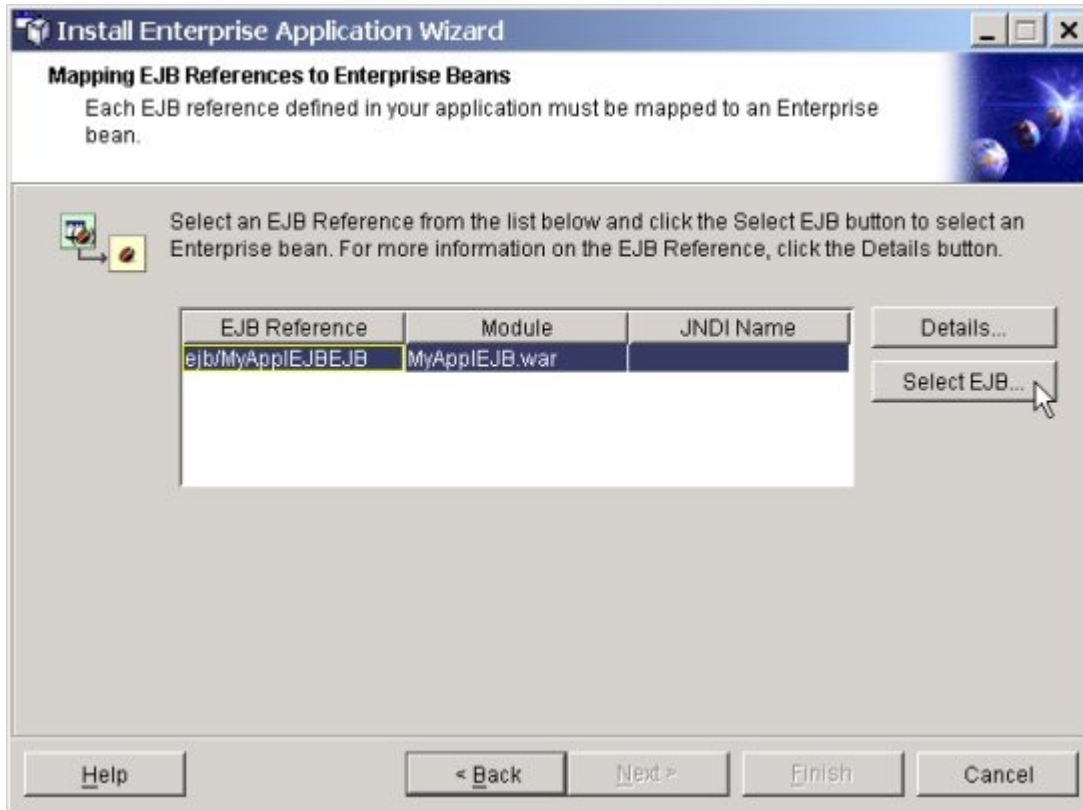 Install Enterprise Application Wizard
Mapping EJB References to Enterprise Beans
Each EJB reference defined in your application must be mapped to an Enterprise
bean.
Select an EJB Reference from the list below and click the Select EJB button to select an
Enterprise bean. For more information on the EJB Reference, click the Details button.
EJB Reference Module JNDI Name
ejb/MyApplEJBEJB MyApplEJB.war
Details...
Select EJB...
Help < Back Next > Finish Cancel